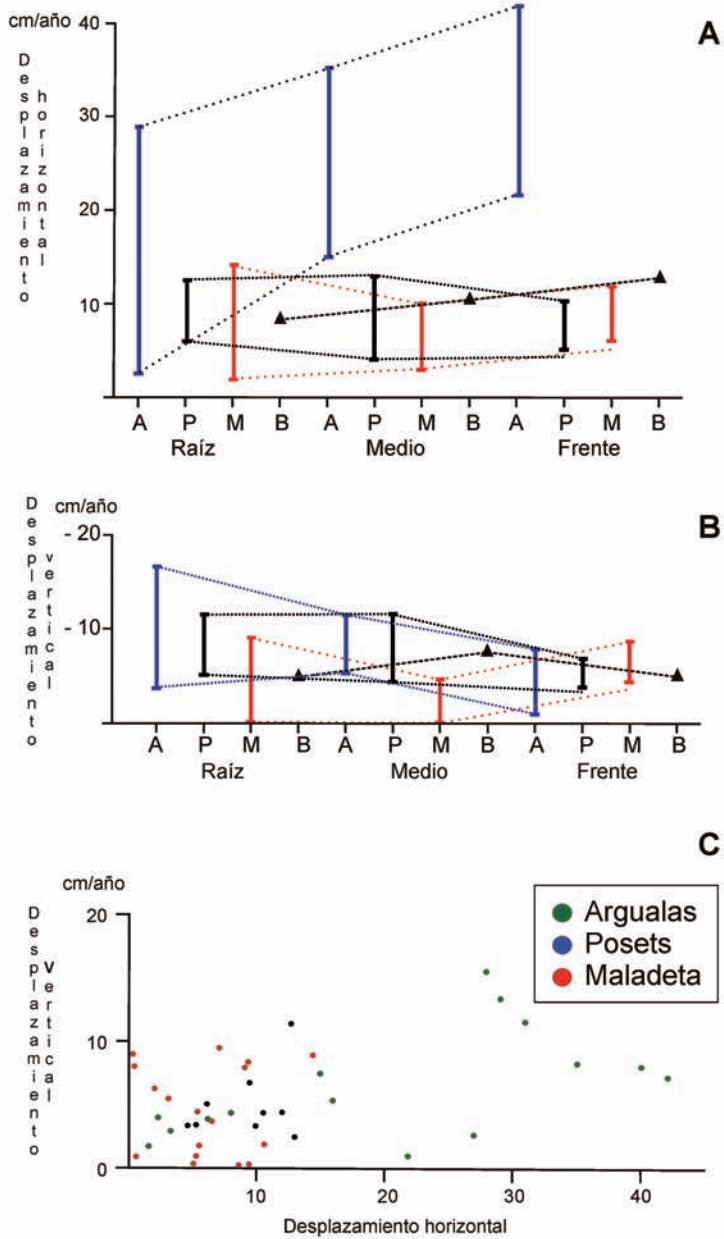 cm/año
Desplazamiento
horizontal
A
40
30
20
10
A P M B A P M B A P M B
Raíz Medio Frente
cm/año
Desplazamiento
vertical
B
- 20
- 10
A P M B A P M B A P M B
Raíz Medio Frente
C
cm/año
Desplazamiento
Vertical
Argualas
Posets
Maladeta
20
10
0
10 20 30 40
Desplazamiento horizontal